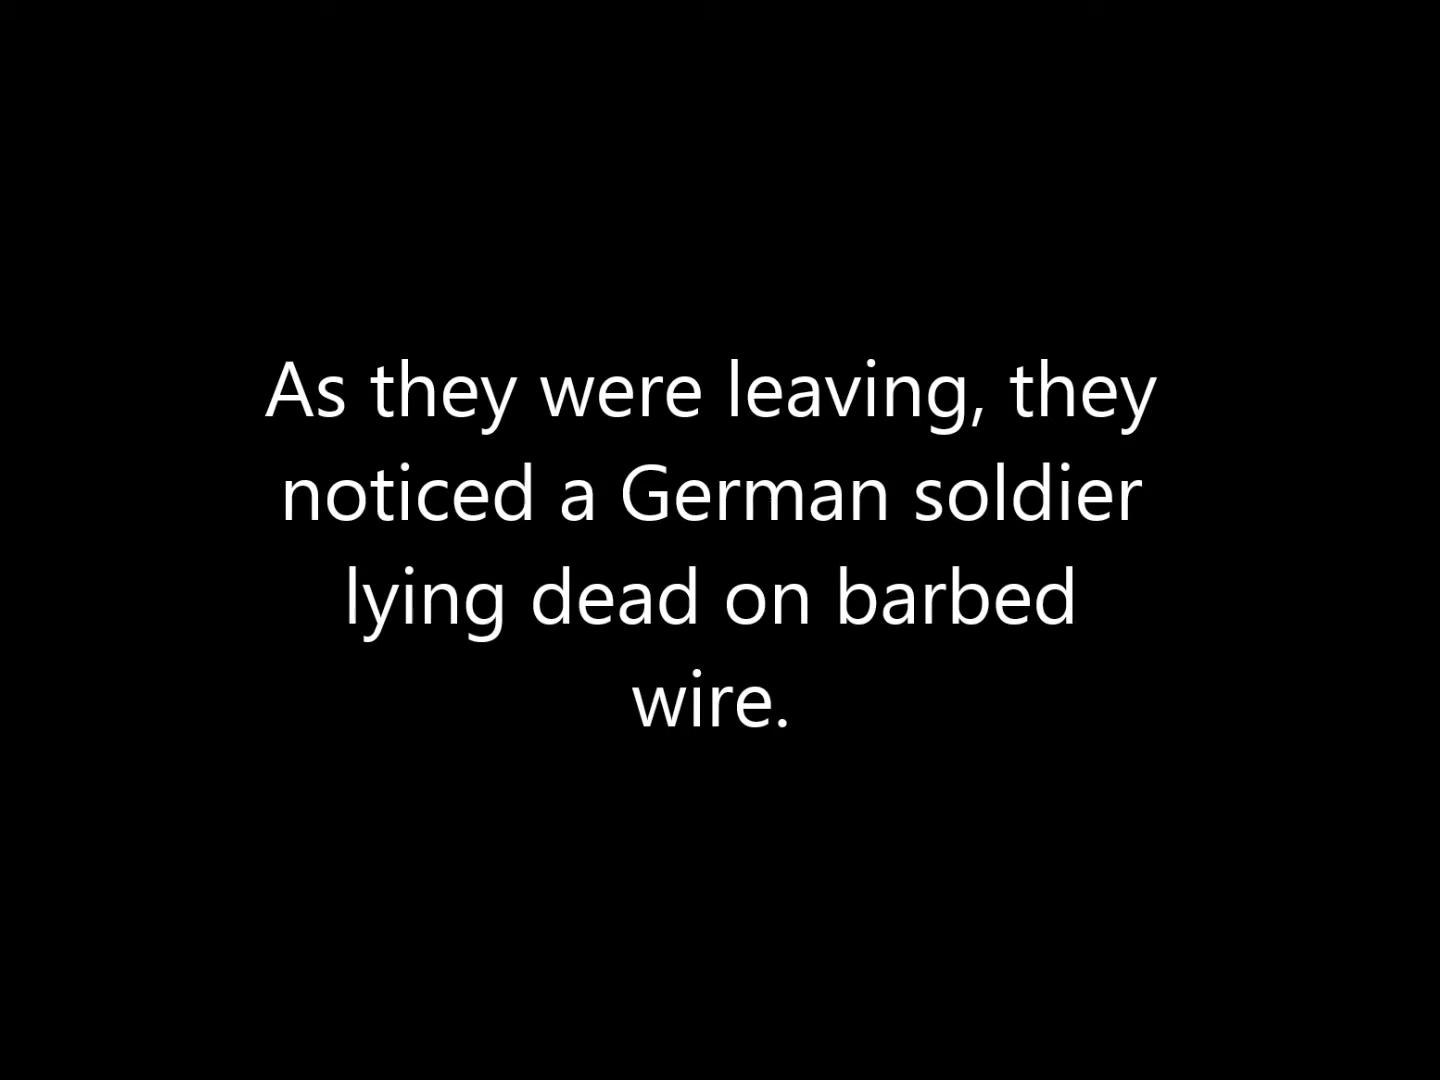 As they were leaving, they
noticed a German soldier
lying dead on barbed
wire.